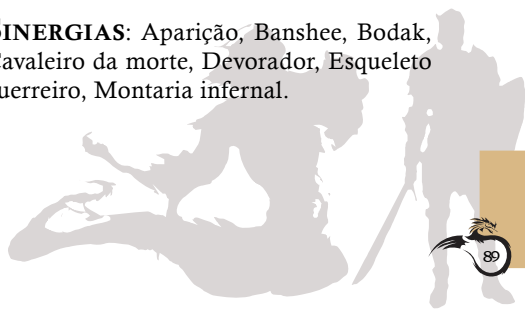 SINERGIAS: Aparição, Banshee, Bodak,
Cavaleiro da morte, Devorador, Esqueleto
guerreiro, Montaria infernal.
89